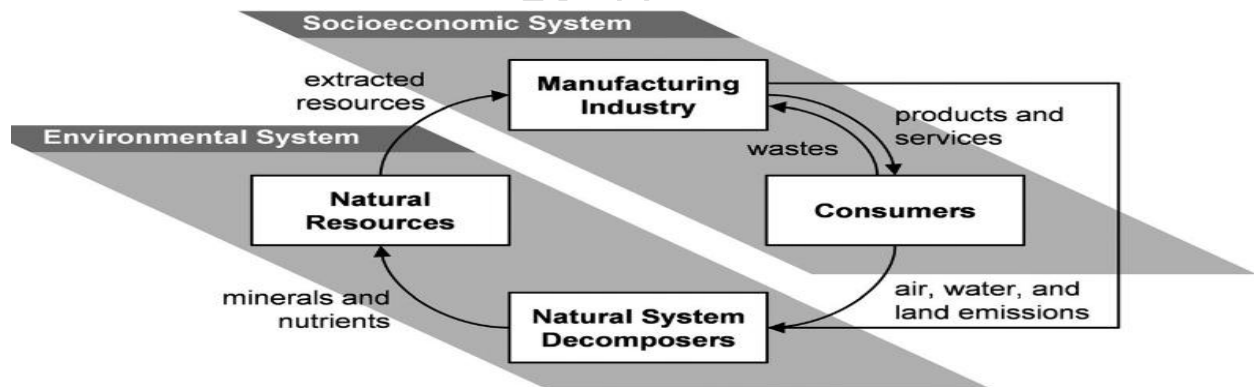 Socioeconomic System
extracted
resources
Manufacturing
Industry
products and
services
wastes
Environmental System
Natural
Resources
Consumers
minerals and
nutrients
Natural System
Decomposers
air, water, and
land emissions